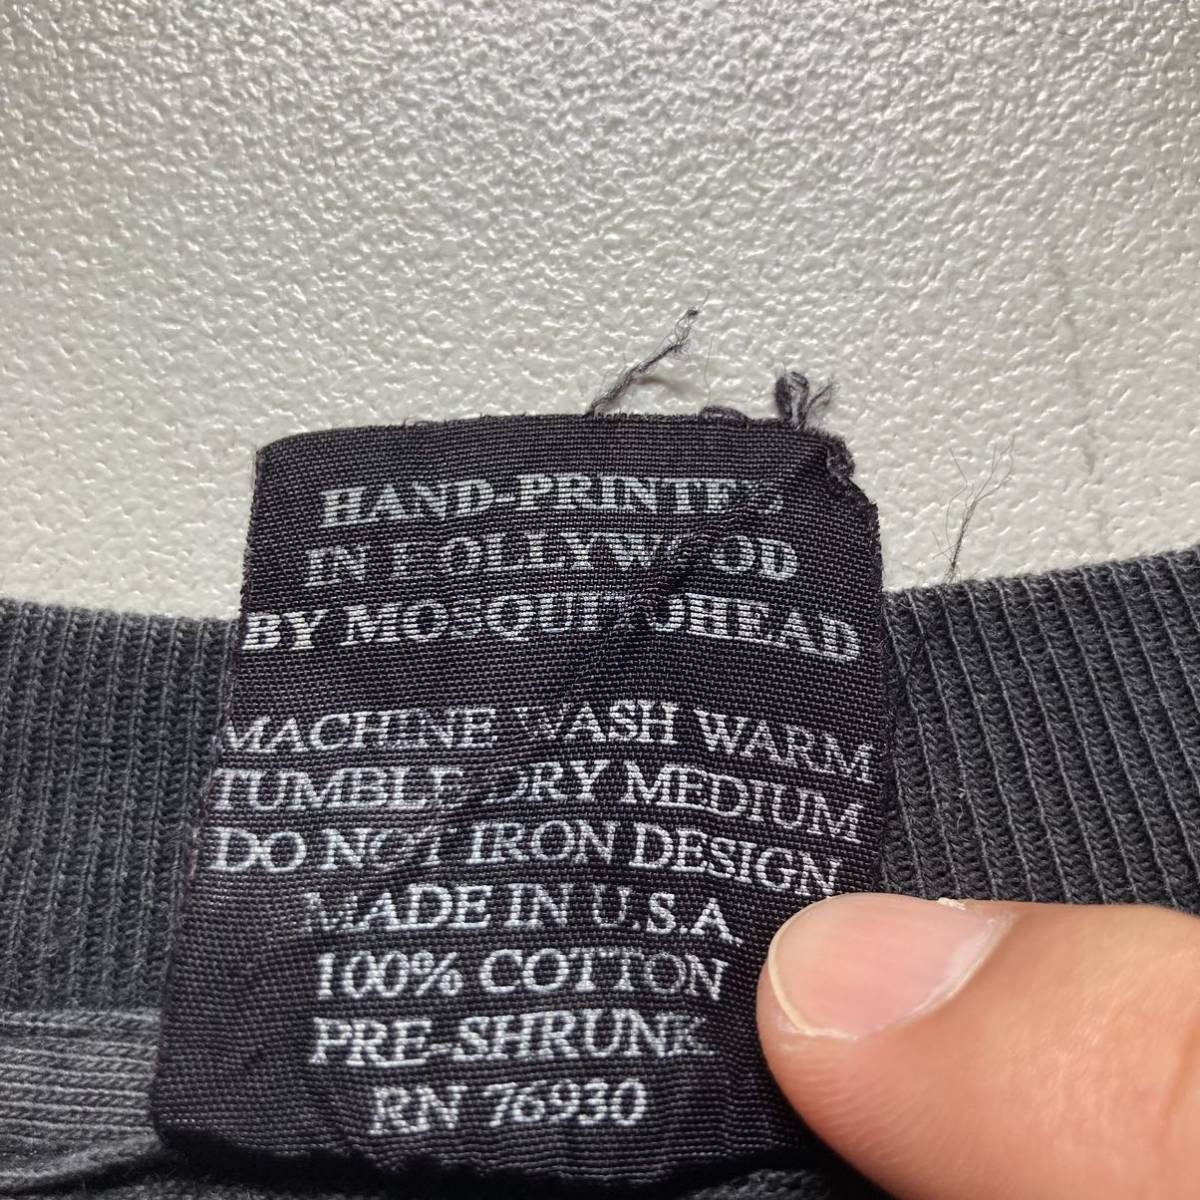 HAND-PRINTED
IN HOLLYWOOD
BY MOSQUITOHEAD
MACHINE WASH WARM
TUMBLE DRY MEDIUM
DO NOT IRON DESIGN
MADE IN U.S.A.
100% COTTON
PRE-SHRUNK
RN 76930